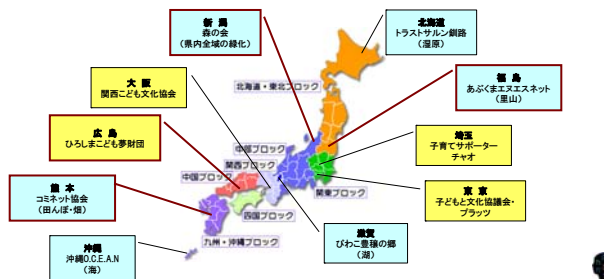 新 潟
森の会
（県内全域の緑化）
北海道
トラストサルン釧路
（湿原）
大 阪
関西こども文化協会
北海道・東北ブロック
福 島
あぶくまエヌエスネット
（里山）
広 島
ひろしまこども夢財団
中部ブロック
関西ブロック
中国ブロック
埼玉
子育てサポーター
チャオ
熊 本
コミネット協会
（田んぼ・畑）
関東ブロック
四国ブロック
東 京
子どもと文化協議会・
プラッツ
九州・沖縄ブロック
沖縄
沖縄O.C.E.A.N
（海）
滋賀
びわこ豊穣の郷
（湖）